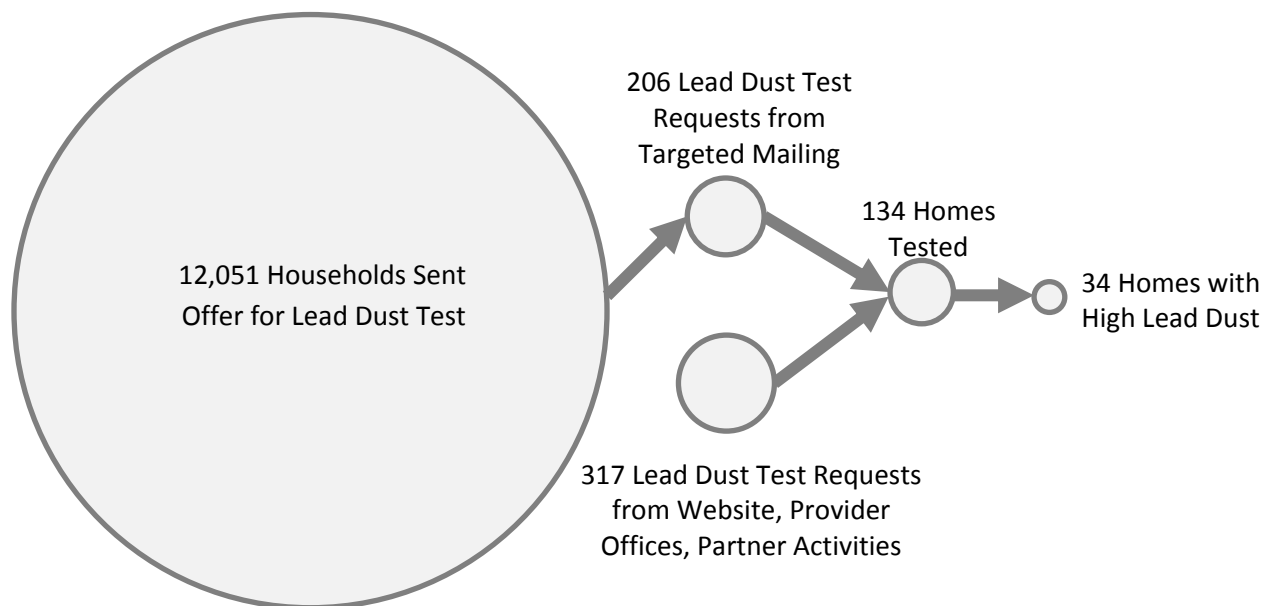 12,051 Households Sent
Offer for Lead Dust Test
206 Lead Dust Test
Requests from
Targeted Mailing
317 Lead Dust Test Requests
from Website, Provider
Offices, Partner Activities
134 Homes
Tested
34 Homes with
High Lead Dust